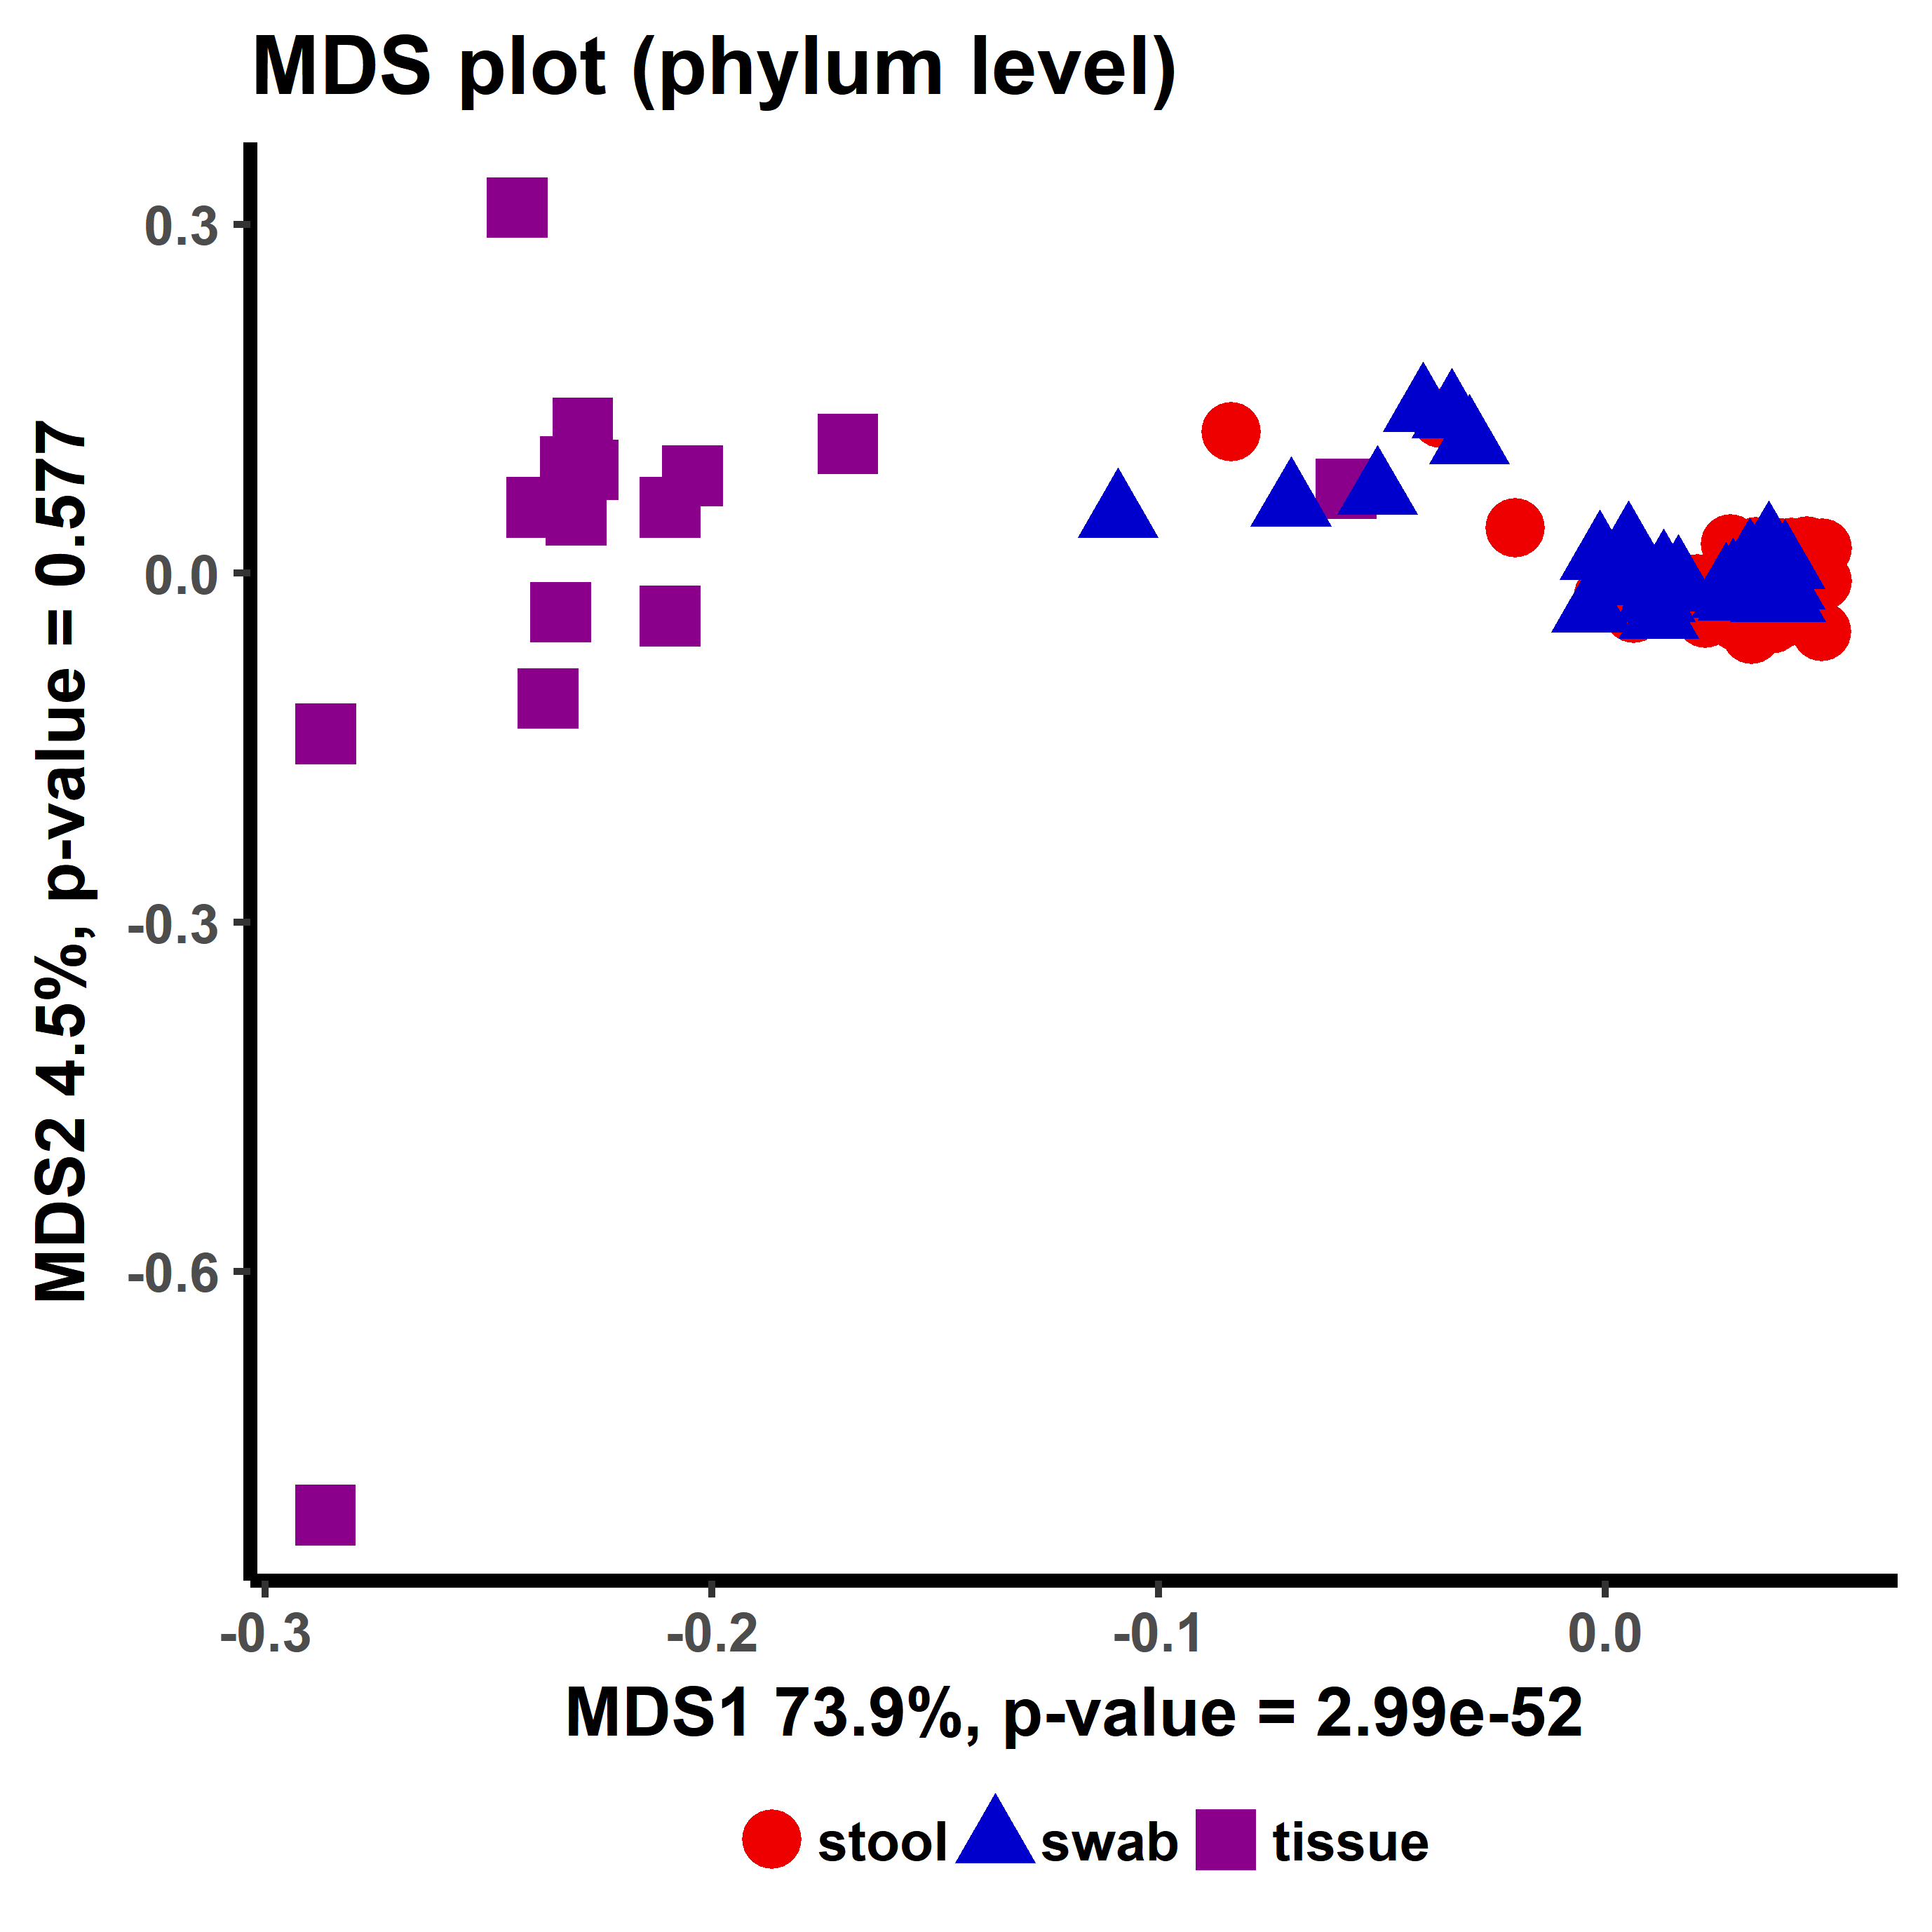 MDS plot (phylum level)
MDS2 4.5%, p-value = 0.577
0.3
0.0
-0.3
-0.6
-0.3
-0.2
-0.1
0.0
MDS1 73.9%, p-value = 2.99e-52
stool
swab
tissue